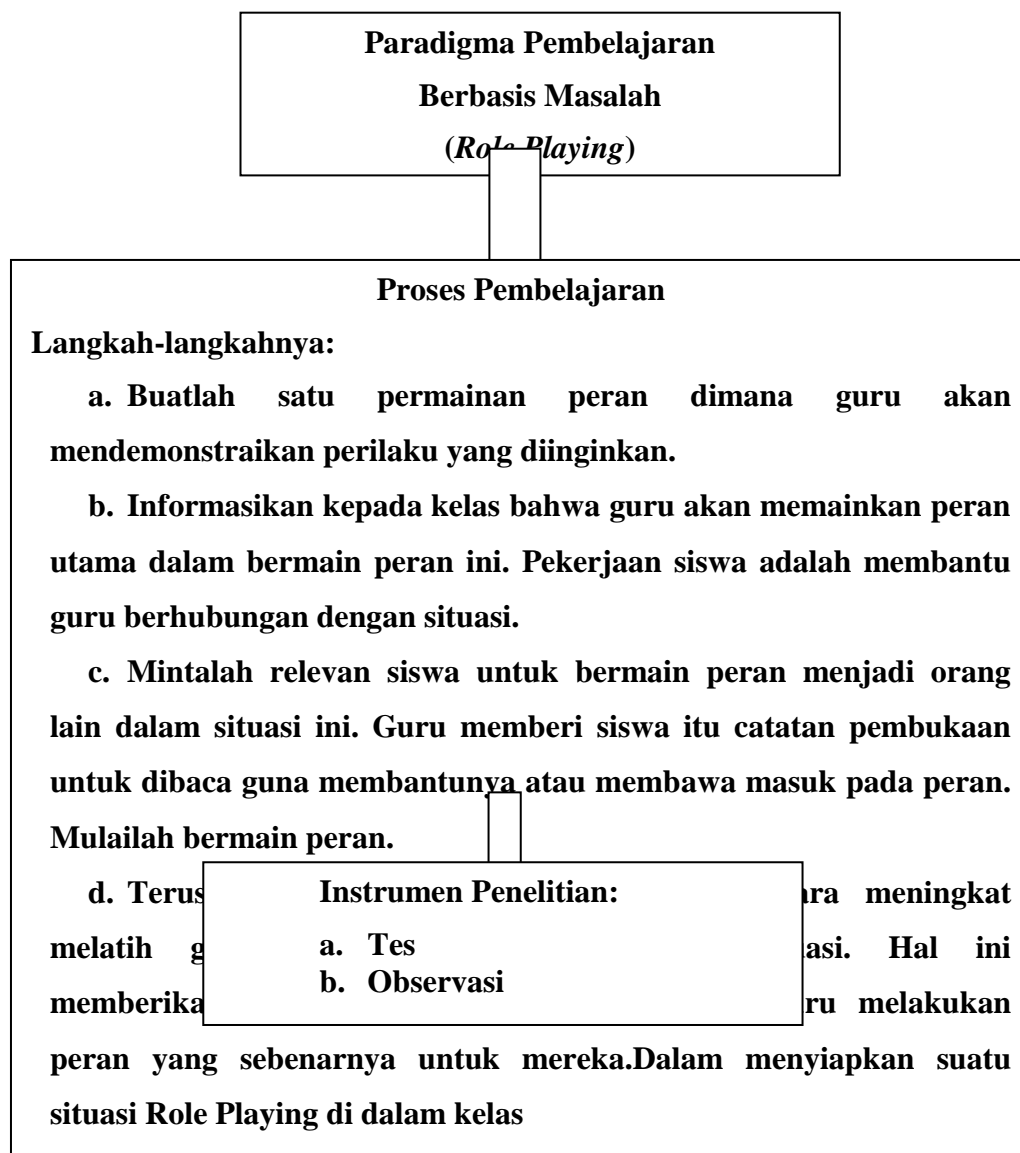 Paradigma Pembelajaran
Berbasis Masalah
(Role Playing)
Proses Pembelajaran
Langkah-langkahnya:
a. Buatlah satu permainan peran dimana guru akan
mendemonstraikan perilaku yang diinginkan.
b. Informasikan kepada kelas bahwa guru akan memainkan peran
utama dalam bermain peran ini. Pekerjaan siswa adalah membantu
guru berhubungan dengan situasi.
c. Mintalah relevan siswa untuk bermain peran menjadi orang
lain dalam situasi ini. Guru memberi siswa itu catatan pembukaan
untuk dibaca guna membantunya atau membawa masuk pada peran.
Mulailah bermain peran.
d. meningkat
melatih Hal ini
melakukan
peran yang sebenarnya untuk mereka.Dalam menyiapkan suatu
situasi Role Playing di dalam kelas
Instrumen Penelitian:
a. Tes
b. Observasi